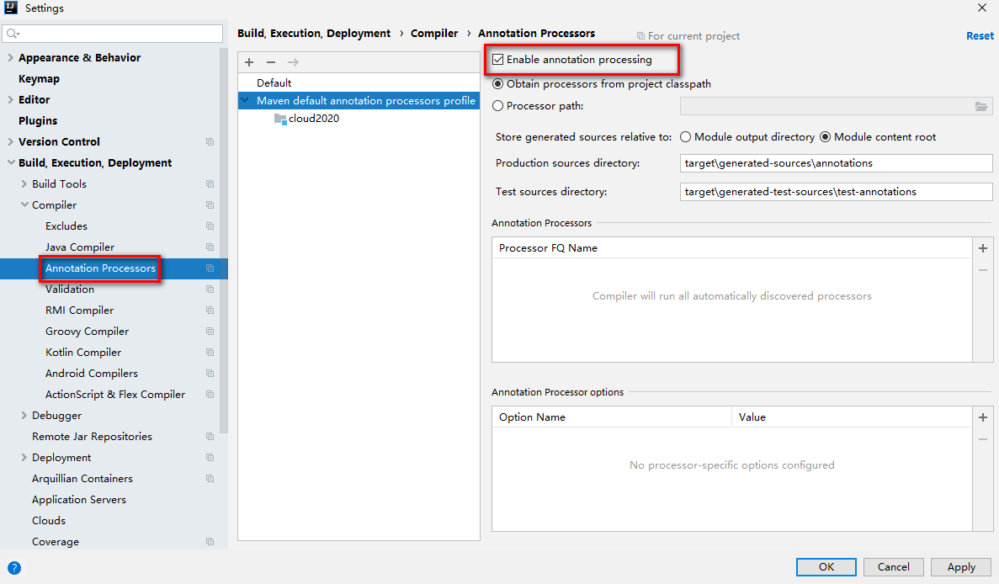 Settings
Appearance & Behavior
Keymap
Editor
Plugins
Version Control
Build, Execution, Deployment
Build Tools
Compiler
Excludes
Java Compiler
Annotation Processors
Validation
RMI Compiler
Groovy Compiler
Kotlin Compiler
Android Compilers
ActionScript & Flex Compiler
Debugger
Remote Jar Repositories
Deployment
Arquillian Containers
Application Servers
Clouds
Coverage
Build, Execution, Deployment › Compiler › Annotation Processors
For current project
Reset
Default
Maven default annotation processors profile
cloud2020
Enable annotation processing
Obtain processors from project classpath
Processor path:
Store generated sources relative to: Module output directory Module content root
Production sources directory: target\generated-sources\annotations
Test sources directory: target\generated-test-sources\test-annotations
Annotation Processors
Processor FQ Name
Compiler will run all automatically discovered processors
Annotation Processor options
Option Name Value
No processor-specific options configured
?
OK Cancel Apply